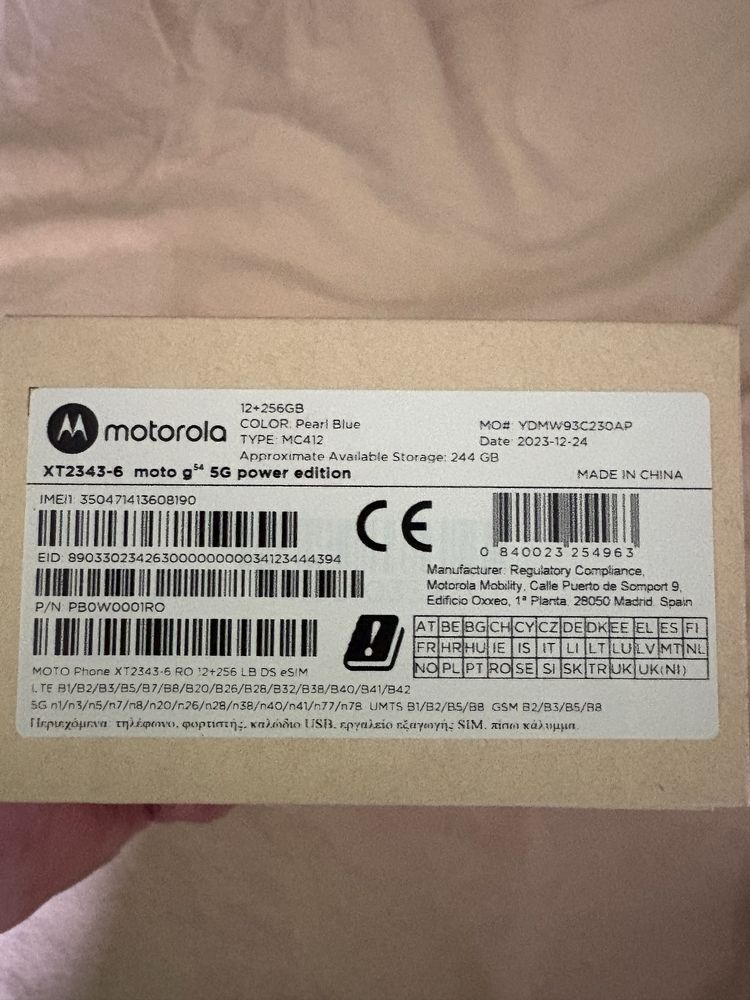 motorola
12+256GB
COLOR: Pearl Blue
TYPE: MC412
Approximate Available Storage: 244 GB
MO# YDMW93C230AP
Date: 2023-12-24
XT2343-6 moto g⁵⁴ 5G power edition
MADE IN CHINA
IMEI1: 350471413608190
EID: 89033023426300000000034123444394
P/N: PB0W0001RO
CE
0 840023 254963
Manufacturer: Regulatory Compliance,
Motorola Mobility, Calle Puerto de Somport 9,
Edificio Oxxeo, 1ª Planta, 28050 Madrid, Spain
AT BE BG CH CY CZ DE DK EE EL ES FI
FR HR HU IE IS IT LI LT LU LV MT NL
NO PL PT RO SE SI SK TR UK UK(NI)
MOTO Phone XT2343-6 RO 12+256 LB DS eSIM
LTE B1/B2/B3/B5/B7/B8/B20/B26/B28/B32/B38/B40/B41/B42
5G n1/n3/n5/n7/n8/n20/n26/n28/n38/n40/n41/n77/n78 UMTS B1/B2/B5/B8 GSM B2/B3/B5/B8
Περιεχόμενα: τηλέφωνο, φορτιστής, καλώδιο USB, εργαλείο εξαγωγής SIM, πίσω κάλυμμα.